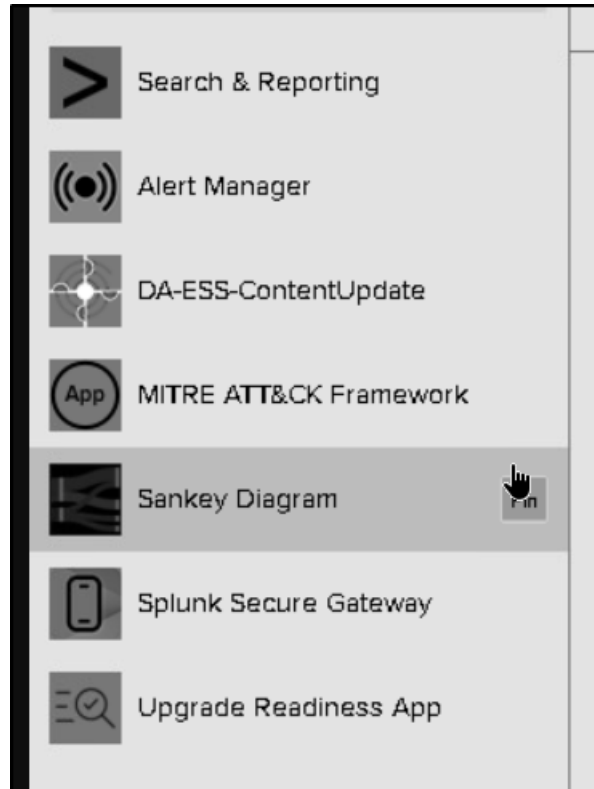 Search & Reporting
Alert Manager
DA-ESS-ContentUpdate
App
MITRE ATT&CK Framework
Sankey Diagram
Splunk Secure Gateway
Upgrade Readiness App